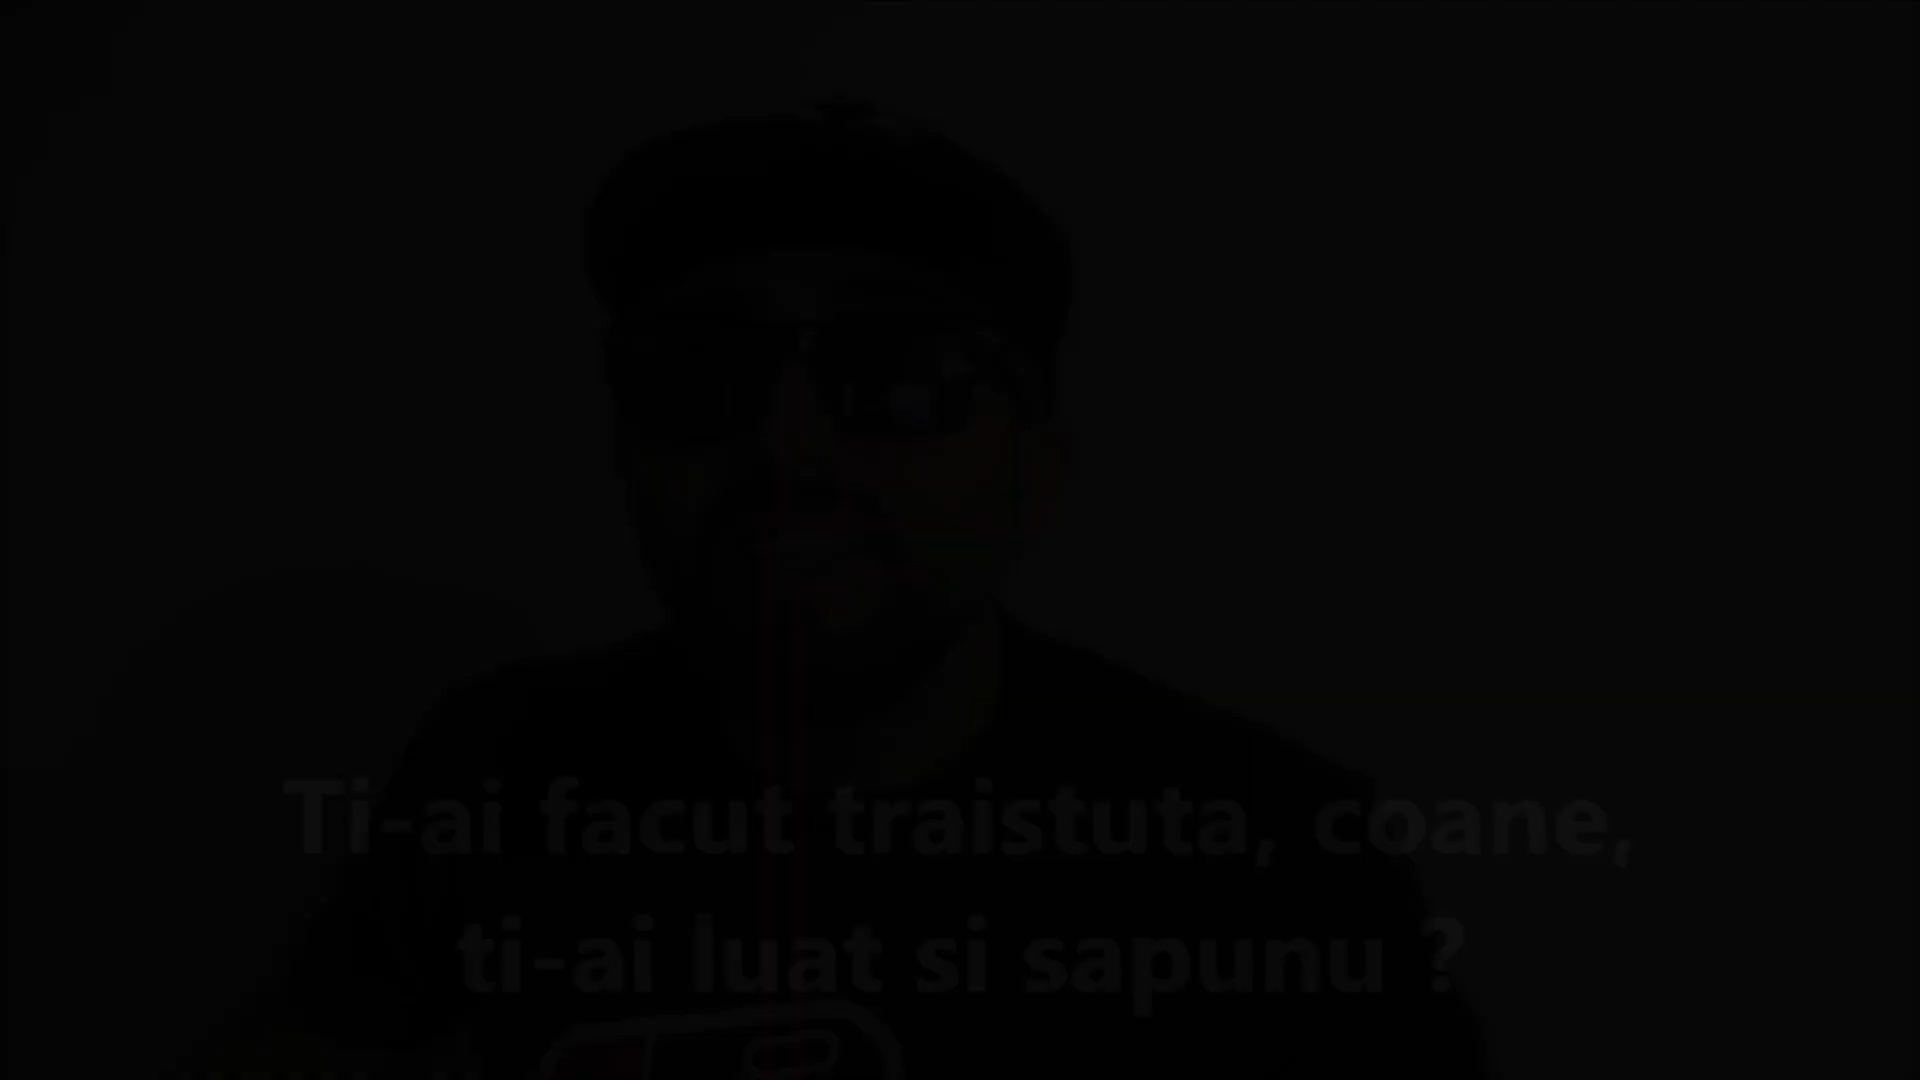 Ti-ai facut traistuta, coane,
ti-ai luat si sapunu ?